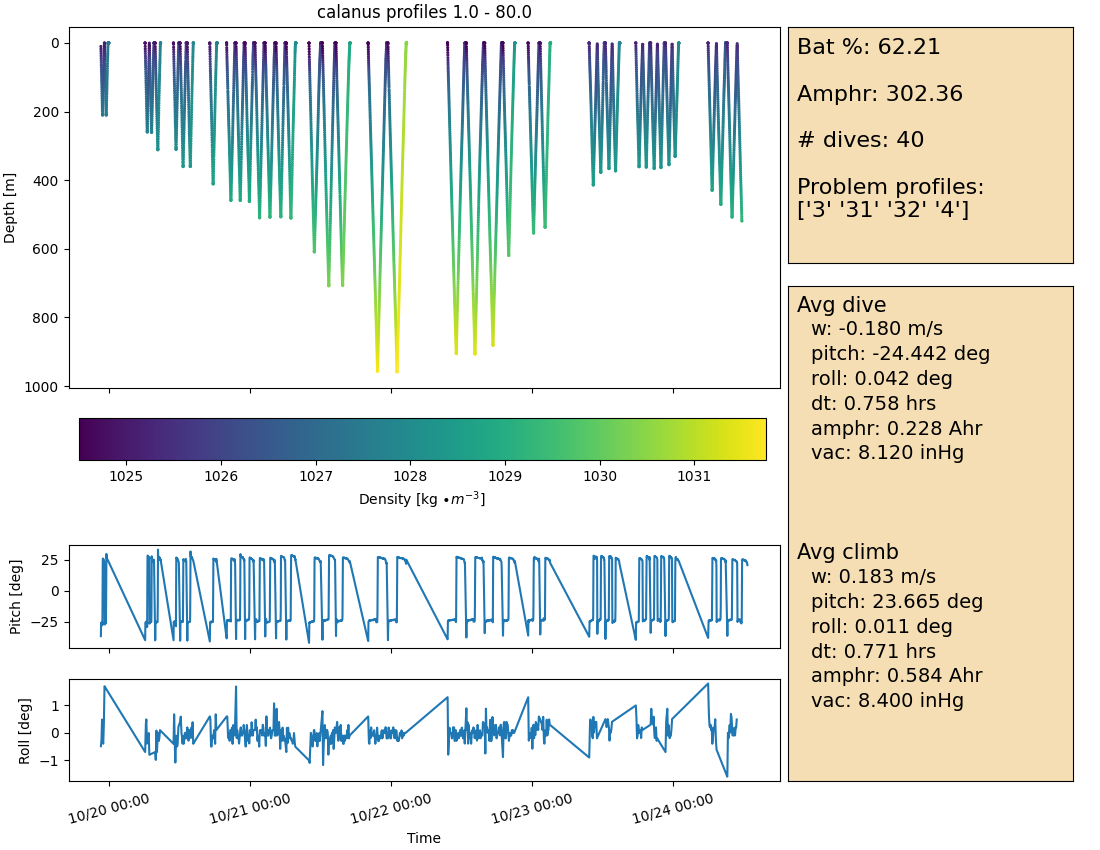 calanus profiles 1.0 - 80.0
0
200
400
600
800
1000
Depth [m]
Bat %: 62.21
Amphr: 302.36
# dives: 40
Problem profiles:
['3' '31' '32' '4']
1025 1026 1027 1028 1029 1030 1031
Density [kg •m⁻³]
Avg dive
w: -0.180 m/s
pitch: -24.442 deg
roll: 0.042 deg
dt: 0.758 hrs
amphr: 0.228 Ahr
vac: 8.120 inHg
Avg climb
w: 0.183 m/s
pitch: 23.665 deg
roll: 0.011 deg
dt: 0.771 hrs
amphr: 0.584 Ahr
vac: 8.400 inHg
25
0
−25
Pitch [deg]
1
0
−1
Roll [deg]
10/20 00:00 10/21 00:00 10/22 00:00 10/23 00:00 10/24 00:00
Time